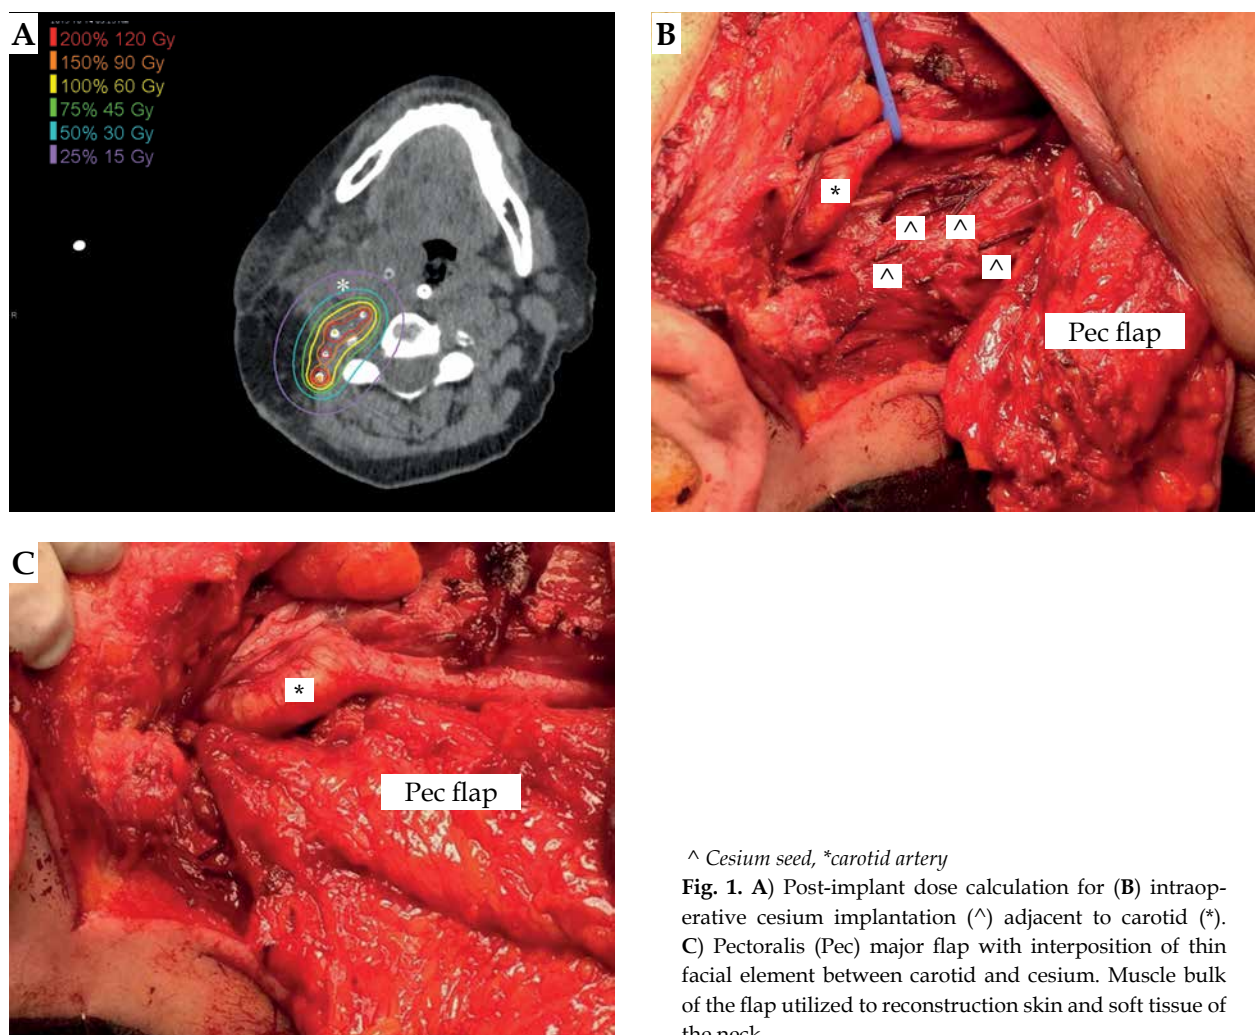 A
200% 120 Gy
150% 90 Gy
100% 60 Gy
75% 45 Gy
50% 30 Gy
25% 15 Gy
*
R
B
*
^ ^
^ ^
Pec flap
C
*
Pec flap
^ Cesium seed, *carotid artery
Fig. 1. A) Post-implant dose calculation for (B) intraop-
erative cesium implantation (^) adjacent to carotid (*).
C) Pectoralis (Pec) major flap with interposition of thin
facial element between carotid and cesium. Muscle bulk
of the flap utilized to reconstruction skin and soft tissue of
the neck